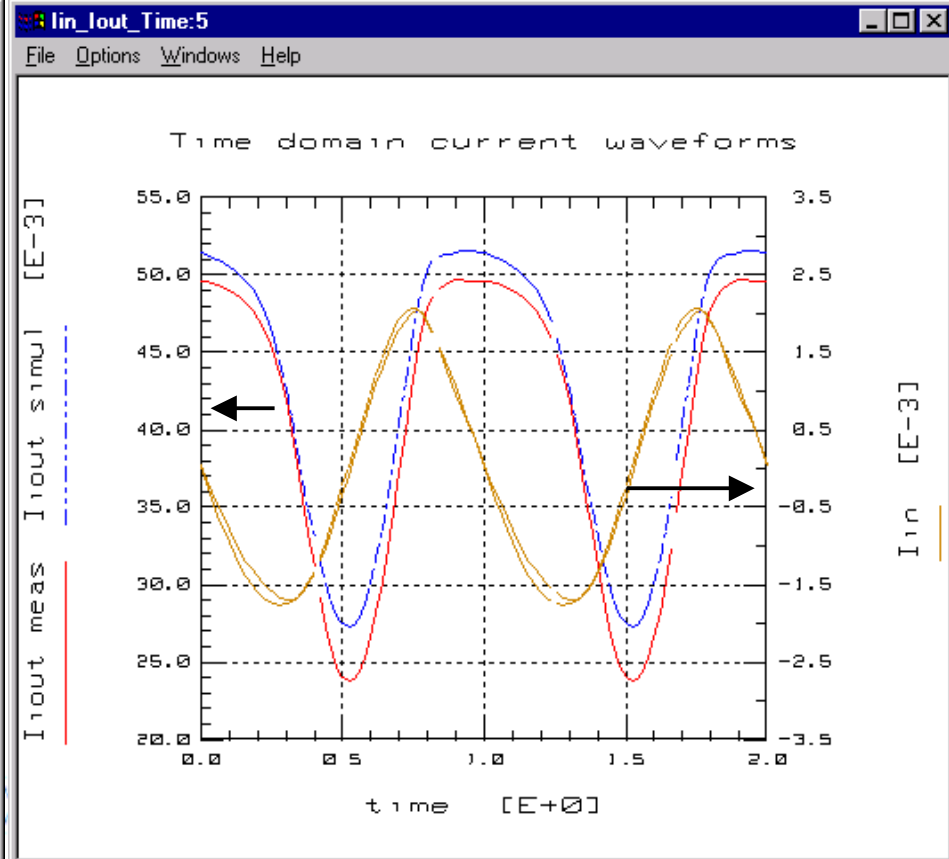 Iin_Iout_Time:5
File Options Windows Help
Time domain current waveforms
[E-3]
Iiout simul
Iiout meas
55.0
50.0
45.0
40.0
35.0
30.0
25.0
20.0
3.5
2.5
1.5
0.5
-0.5
-1.5
-2.5
-3.5
[E-3]
Iin
0.0 0 5 1.0 1.5 2.0
time [E+0]